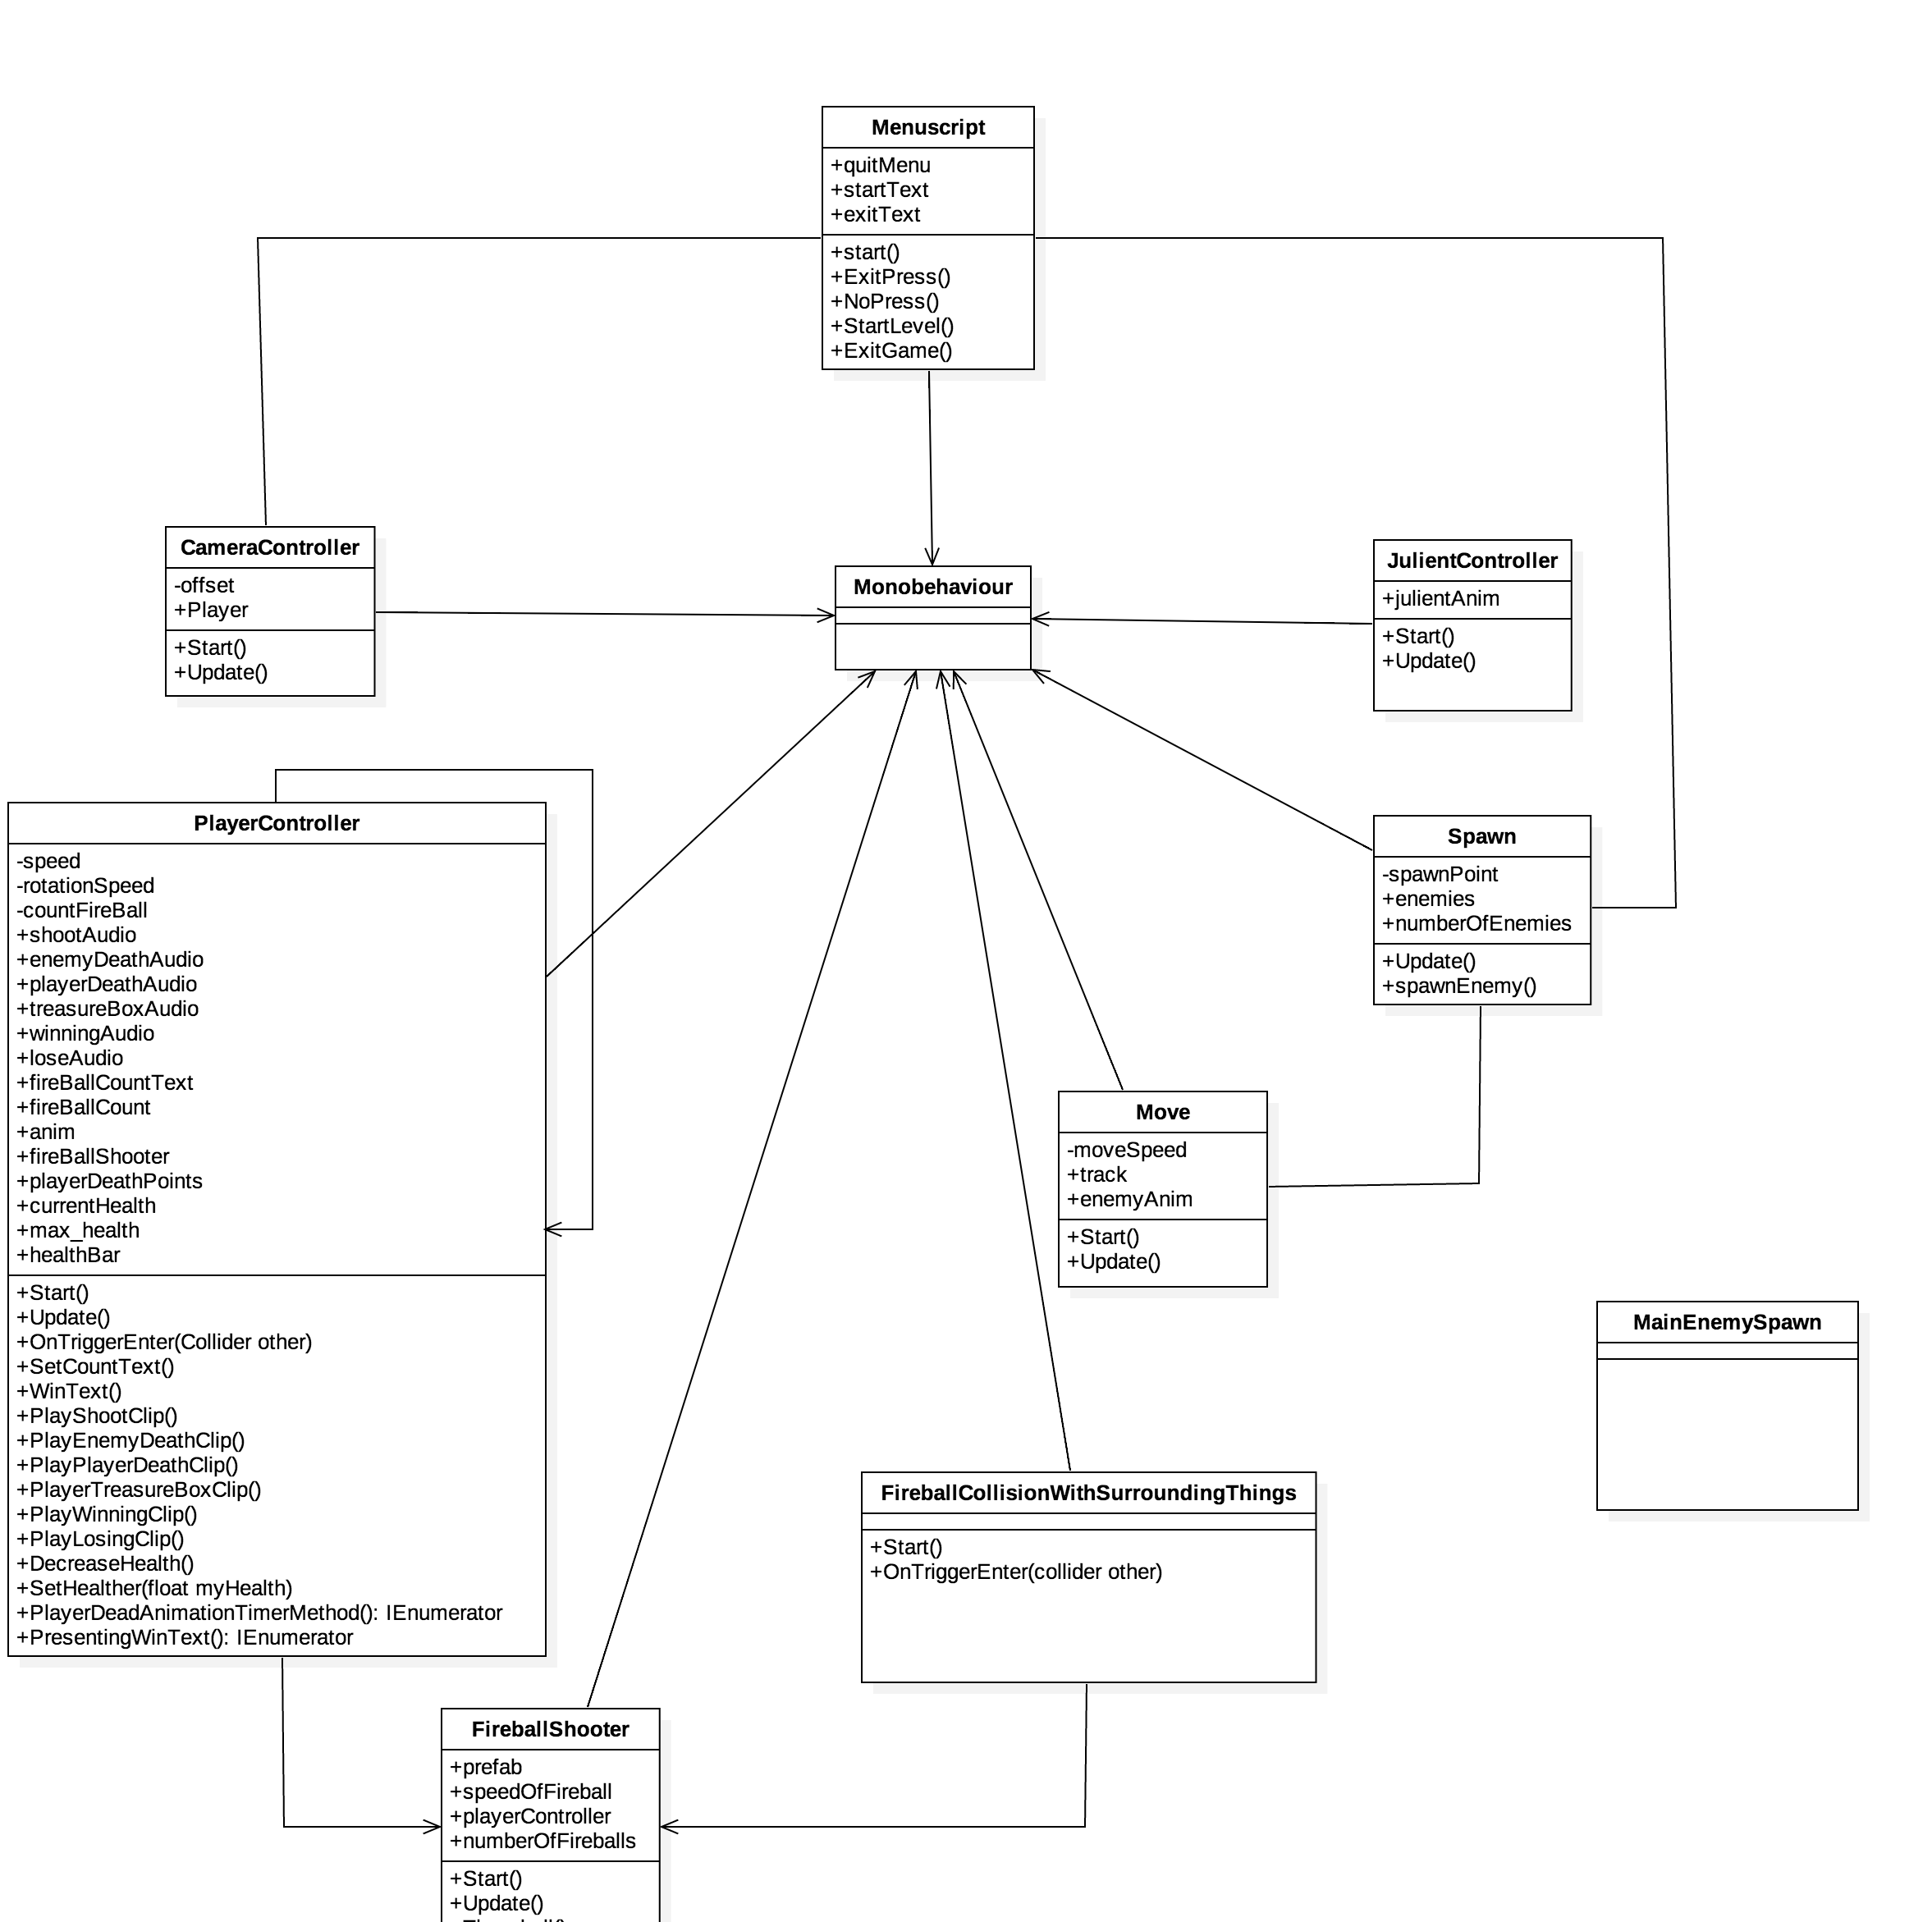 Menuscript
+quitMenu
+startText
+exitText
+start()
+ExitPress()
+NoPress()
+StartLevel()
+ExitGame()
CameraController
-offset
+Player
+Start()
+Update()
Monobehaviour
JulientController
+julientAnim
+Start()
+Update()
PlayerController
-speed
-rotationSpeed
-countFireBall
+shootAudio
+enemyDeathAudio
+playerDeathAudio
+treasureBoxAudio
+winningAudio
+loseAudio
+fireBallCountText
+fireBallCount
+anim
+fireBallShooter
+playerDeathPoints
+currentHealth
+max_health
+healthBar
+Start()
+Update()
+OnTriggerEnter(Collider other)
+SetCountText()
+WinText()
+PlayShootClip()
+PlayEnemyDeathClip()
+PlayPlayerDeathClip()
+PlayerTreasureBoxClip()
+PlayWinningClip()
+PlayLosingClip()
+DecreaseHealth()
+SetHealther(float myHealth)
+PlayerDeadAnimationTimerMethod(): IEnumerator
+PresentingWinText(): IEnumerator
Spawn
-spawnPoint
+enemies
+numberOfEnemies
+Update()
+spawnEnemy()
Move
-moveSpeed
+track
+enemyAnim
+Start()
+Update()
MainEnemySpawn
FireballCollisionWithSurroundingThings
+Start()
+OnTriggerEnter(collider other)
FireballShooter
+prefab
+speedOfFireball
+playerController
+numberOfFireballs
+Start()
+Update()